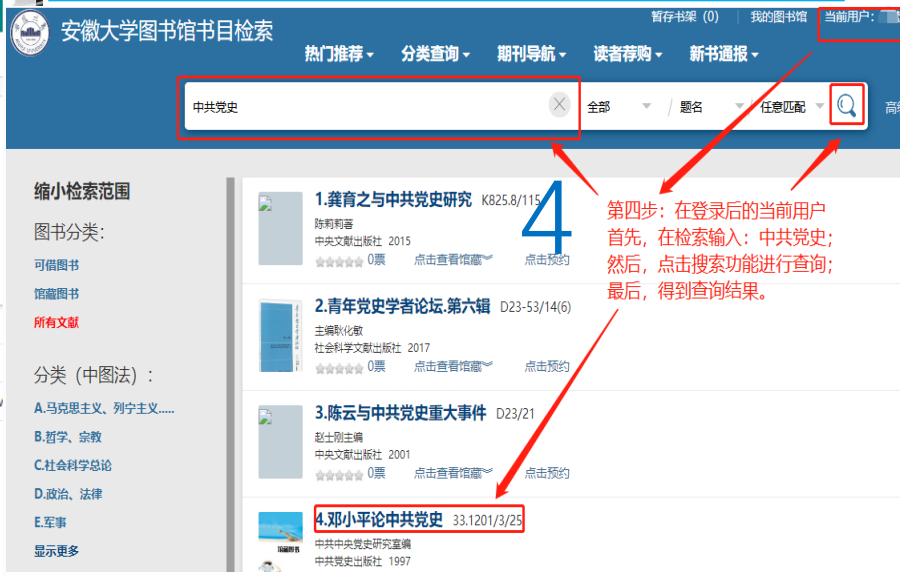 暂存书架（0） 我的图书馆 当前用户：
安徽大学图书馆书目检索
热门推荐 分类查询 期刊导航 读者荐购 新书通报
中共党史 全部 / 题名 任意匹配
缩小检索范围
图书分类：
可借图书
馆藏图书
所有文献
分类（中图法）：
A.马克思主义、列宁主义.....
B.哲学、宗教
C.社会科学总论
D.政治、法律
E.军事
显示更多
1.龚育之与中共党史研究 K825.8/115
陈莉莉著
中央文献出版社 2015
0票 点击查看馆藏 点击预约
4
2.青年党史学者论坛.第六辑 D23-53/14(6)
主编耿化敏
社会科学文献出版社 2017
0票 点击查看馆藏 点击预约
3.陈云与中共党史重大事件 D23/21
赵士刚主编
中央文献出版社 2001
0票 点击查看馆藏 点击预约
4.邓小平论中共党史 33.1201/3/25
中共中央党史研究室编
中共党史出版社 1997
馆藏图书
第四步：在登录后的当前用户
首先，在检索输入：中共党史；
然后，点击搜索功能进行查询；
最后，得到查询结果。